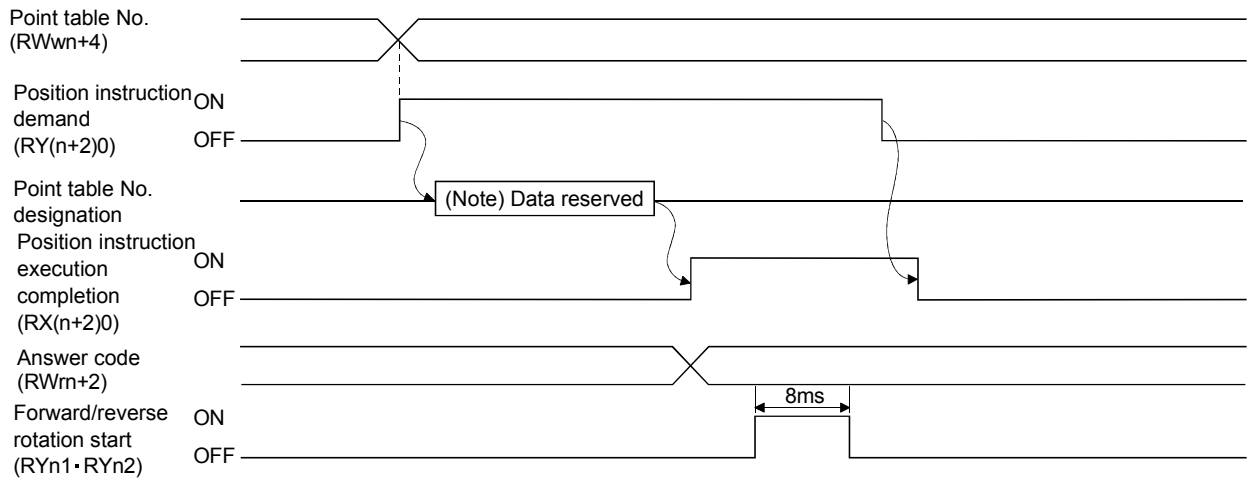 Point table No.
(RWwn+4)
Position instruction
demand
(RY(n+2)0)
ON
OFF
Point table No.
designation
(Note) Data reserved
Position instruction
execution
completion
(RX(n+2)0)
ON
OFF
Answer code
(RWrn+2)
8ms
Forward/reverse
rotation start
(RYn1･RYn2)
ON
OFF